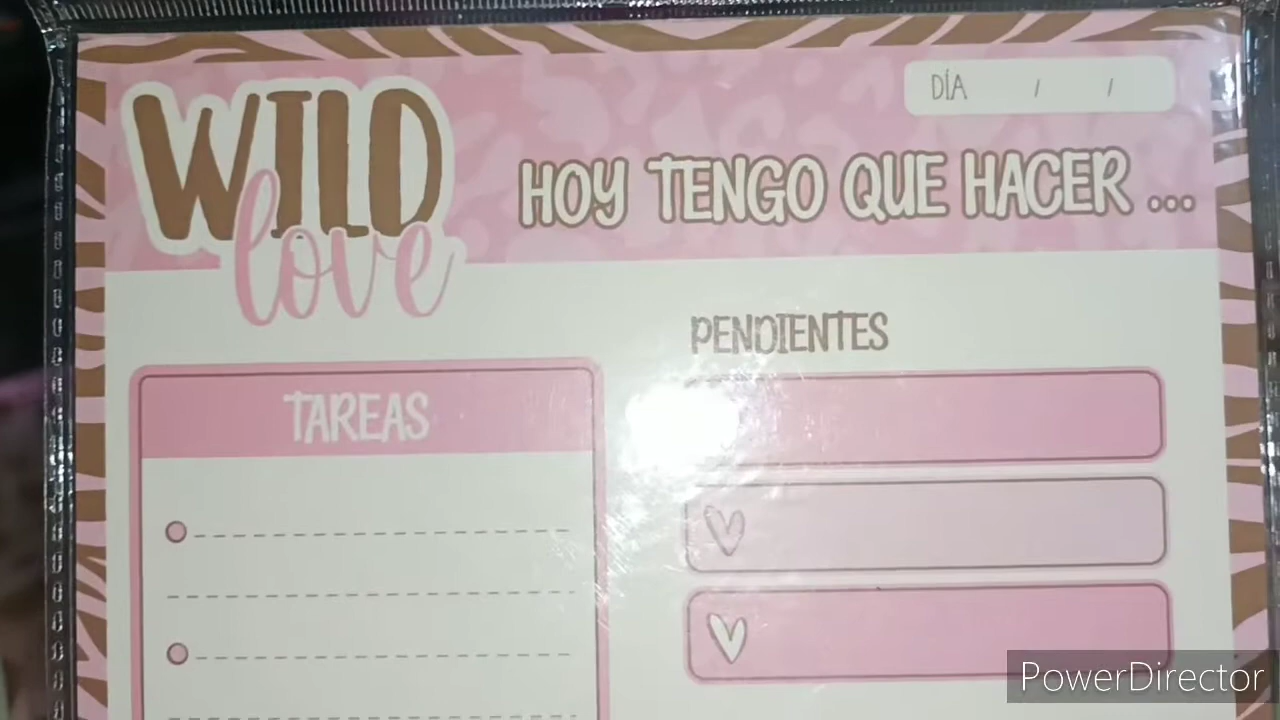 WILD
love
DÍA / /
HOY TENGO QUE HACER ...
PENDIENTES
TAREAS
PowerDirector